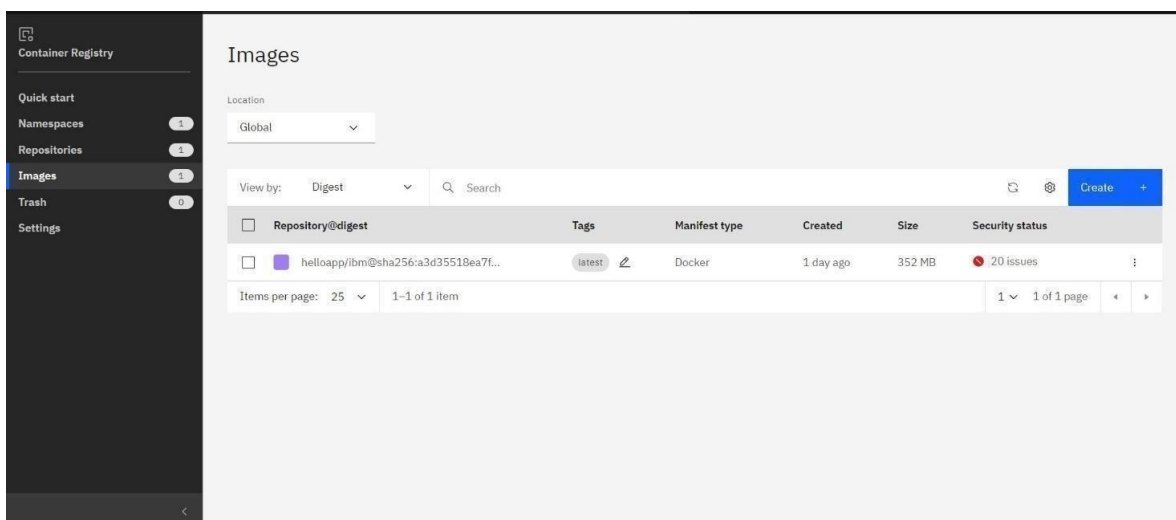 Container Registry
Quick start
Namespaces 1
Repositories 1
Images 1
Trash 0
Settings
Images
Location
Global
View by: Digest Search Create +
Repository@digest Tags Manifest type Created Size Security status
helloapp/ibm@sha256:a3d35518ea7f... latest Docker 1 day ago 352 MB 20 issues
Items per page: 25 1–1 of 1 item 1 1 of 1 page